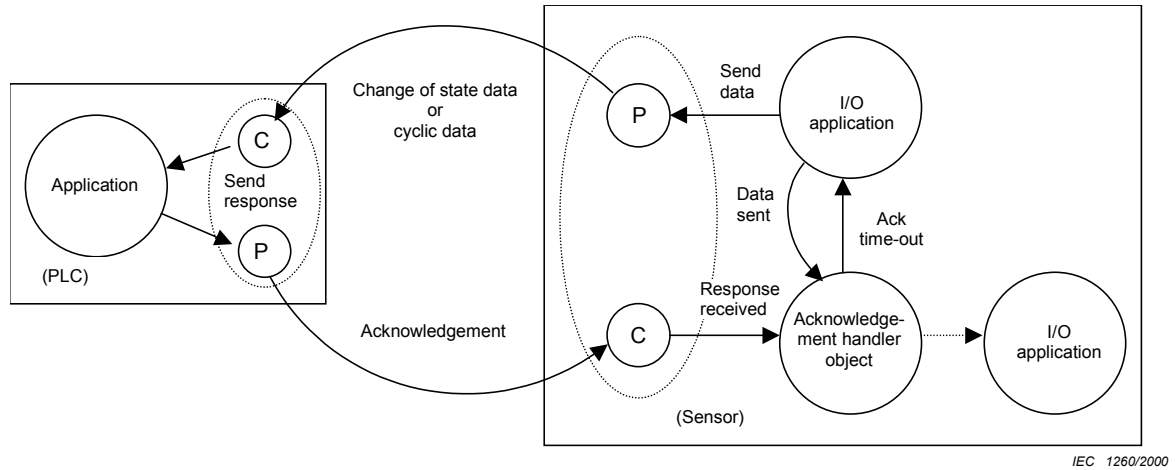 Application
(PLC)
C
Send
response
P
Change of state data
or
cyclic data
Acknowledgement
P
Send
data
I/O
application
Data
sent
Ack
time-out
C
Response
received
Acknowledge-
ment handler
object
I/O
application
(Sensor)
IEC 1260/2000